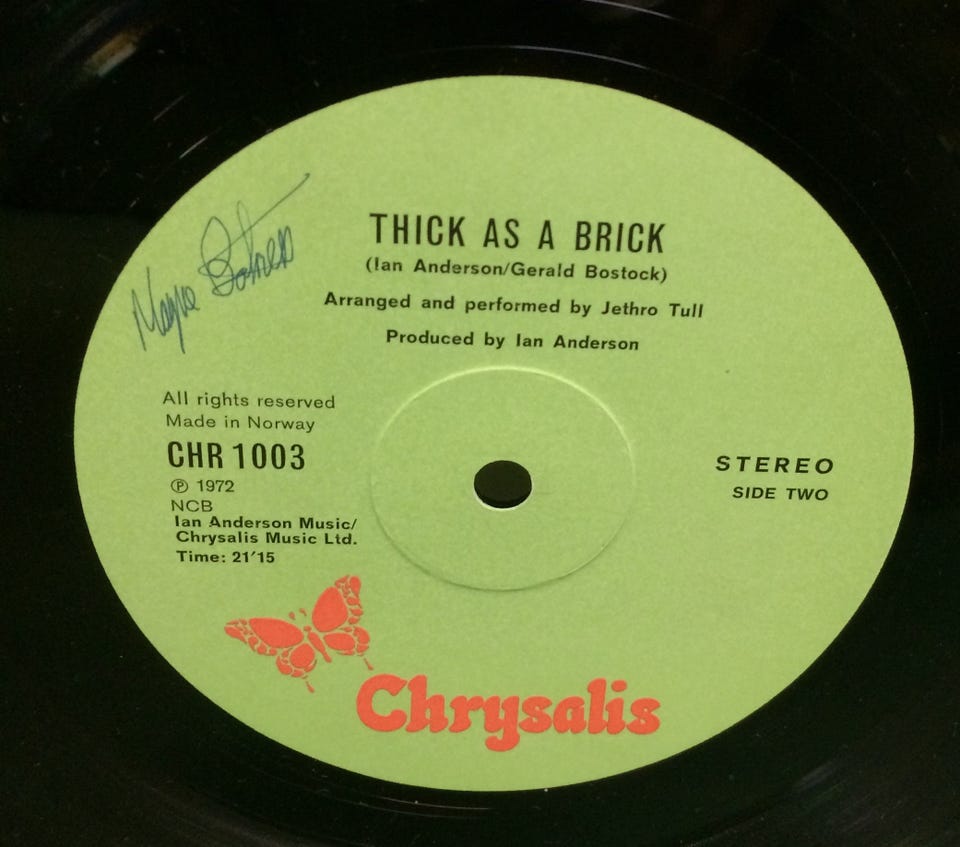 THICK AS A BRICK
(Ian Anderson/Gerald Bostock)
Arranged and performed by Jethro Tull
Produced by Ian Anderson
All rights reserved
Made in Norway
CHR 1003
Ⓟ 1972
NCB
Ian Anderson Music/
Chrysalis Music Ltd.
Time: 21'15
STEREO
SIDE TWO
Chrysalis